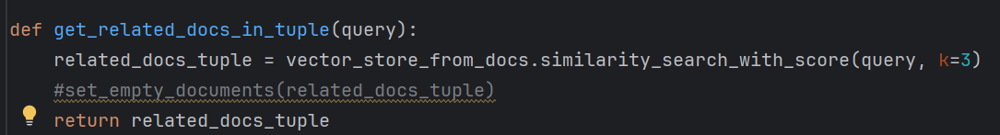 def get_related_docs_in_tuple(query):
    related_docs_tuple = vector_store_from_docs.similarity_search_with_score(query, k=3)
    #set_empty_documents(related_docs_tuple)
    return related_docs_tuple